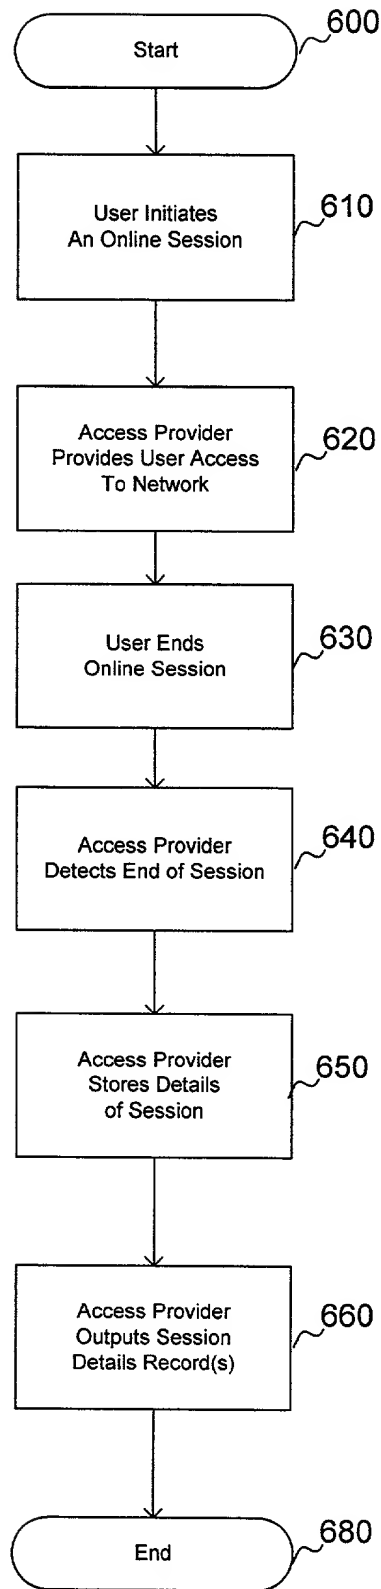 600
Start
610
User Initiates
An Online Session
620
Access Provider
Provides User Access
To Network
630
User Ends
Online Session
640
Access Provider
Detects End of Session
650
Access Provider
Stores Details
of Session
660
Access Provider
Outputs Session
Details Record(s)
680
End